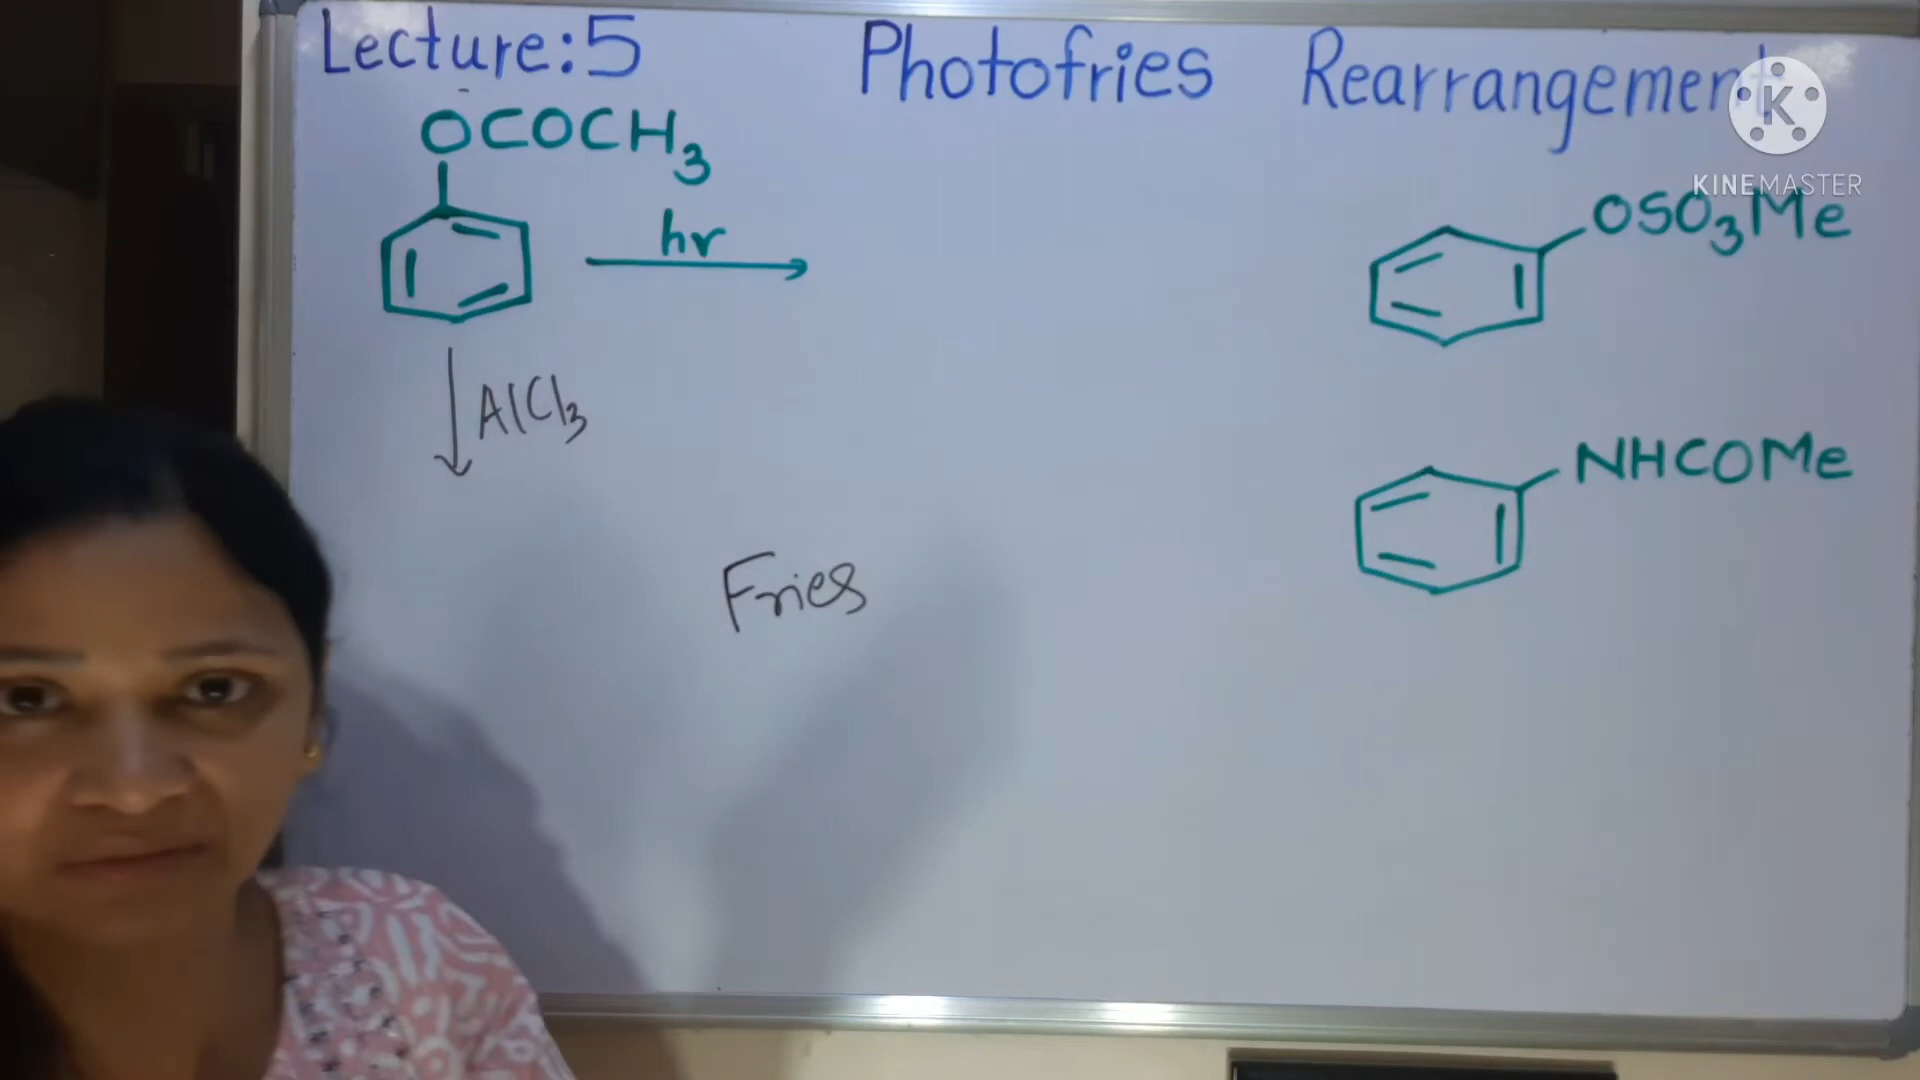 Lecture:5
Photofries Rearrangement
OCOCH3
hν
AlCl3
Fries
OSO3Me
NHCOMe
KINEMASTER